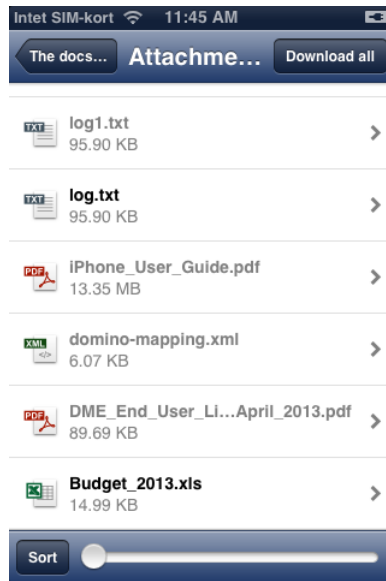 Intet SIM-kort 11:45 AM
The docs... Attachme... Download all
TXT log1.txt
95.90 KB
TXT log.txt
95.90 KB
PDF iPhone_User_Guide.pdf
13.35 MB
XML domino-mapping.xml
</> 6.07 KB
PDF DME_End_User_Li...April_2013.pdf
89.69 KB
X Budget_2013.xls
14.99 KB
Sort